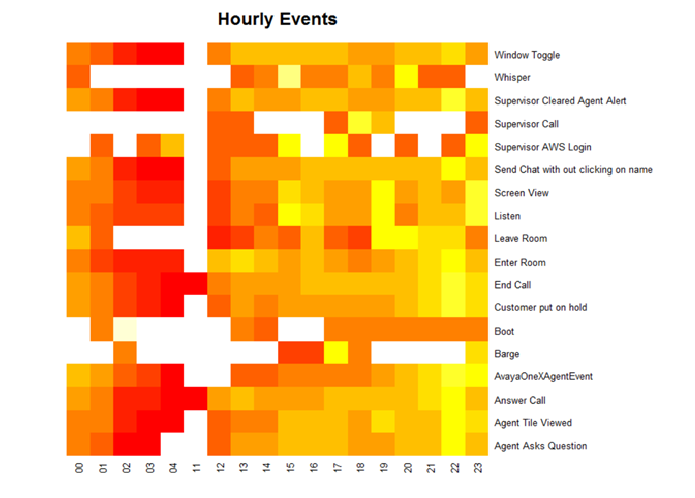 Hourly Events
Window Toggle
Whisper
Supervisor Cleared Agent Alert
Supervisor Call
Supervisor AWS Login
Send Chat with out clicking on name
Screen View
Listen
Leave Room
Enter Room
End Call
Customer put on hold
Boot
Barge
AvayaOneXAgentEvent
Answer Call
Agent Tile Viewed
Agent Asks Question
00 01 02 03 04 11 12 13 14 15 16 17 18 19 20 21 22 23